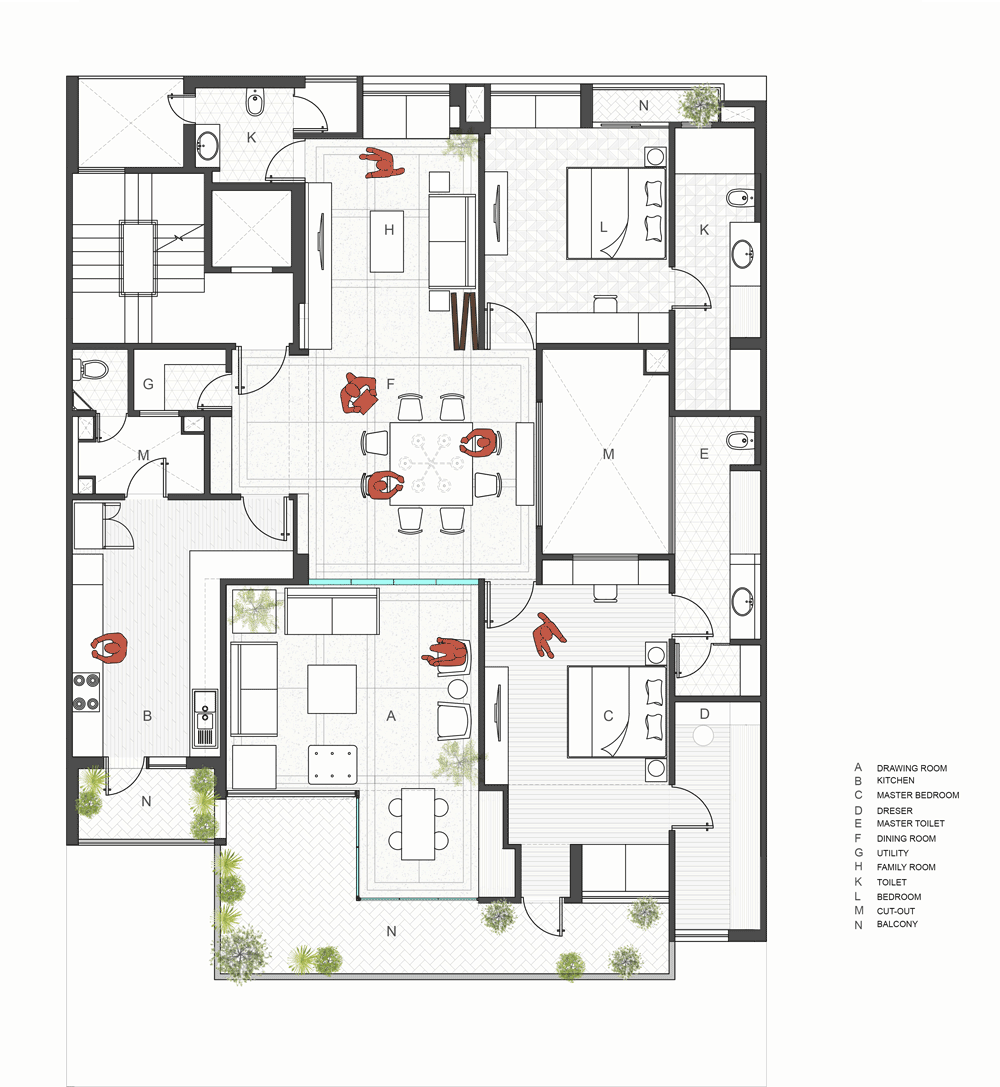 N
K
H
L
K
G
F
M
M
E
B
A
C
D
N
N
A DRAWING ROOM
B KITCHEN
C MASTER BEDROOM
D DRESER
E MASTER TOILET
F DINING ROOM
G UTILITY
H FAMILY ROOM
K TOILET
L BEDROOM
M CUT-OUT
N BALCONY